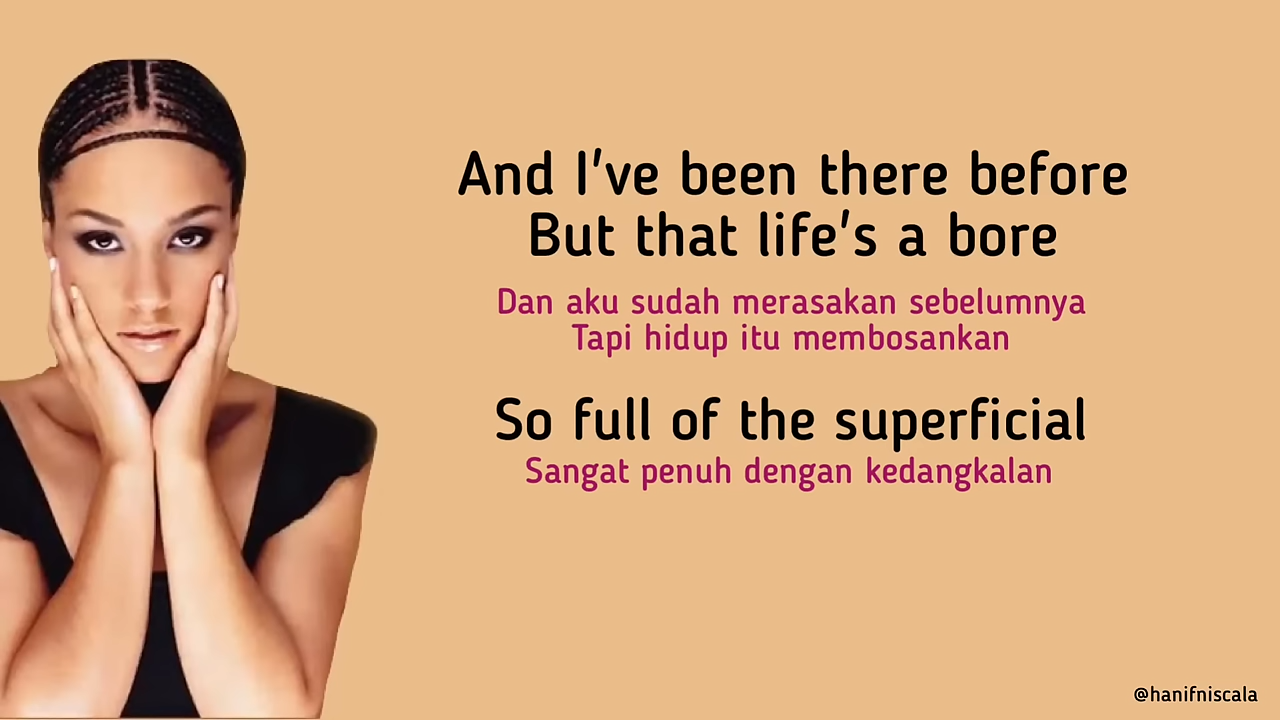 And I've been there before
But that life's a bore
Dan aku sudah merasakan sebelumnya
Tapi hidup itu membosankan
So full of the superficial
Sangat penuh dengan kedangkalan
@hanifniscala